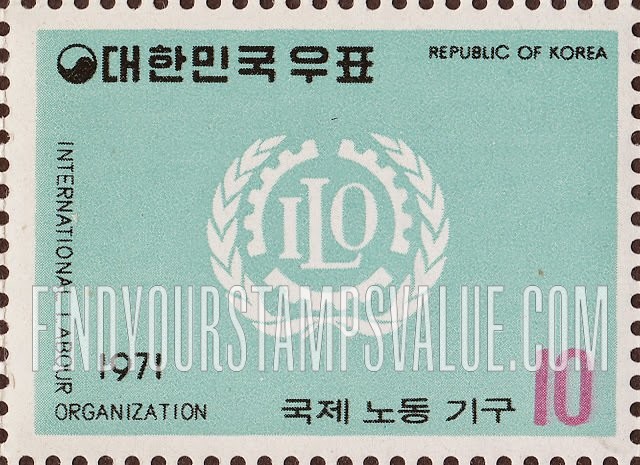 대한민국우표
REPUBLIC OF KOREA
INTERNATIONAL LABOUR
ORGANIZATION
ILO
FINDYOURSTAMPSVALUE.COM
1971
국제 노동 기구
10